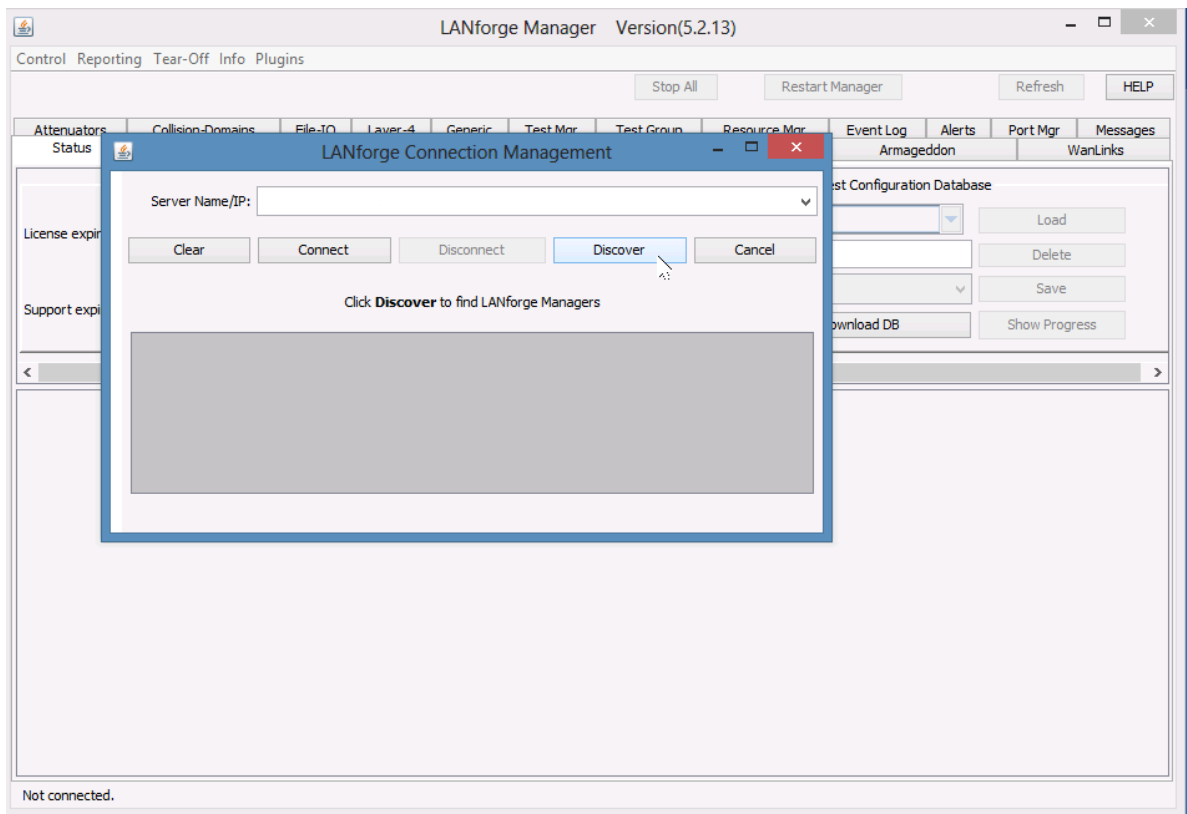 LANforge Manager Version(5.2.13)
Control Reporting Tear-Off Info Plugins
Stop All Restart Manager Refresh HELP
Attenuators Collision-Domains File-IO Layer-4 Generic Test Mgr Test Group Resource Mgr Event Log Alerts Port Mgr Messages
Status Armageddon WanLinks
LANforge Connection Management
Server Name/IP:
Clear Connect Disconnect Discover Cancel
Click Discover to find LANforge Managers
est Configuration Database
License expir
Load
Delete
Support expi
Save
ownload DB Show Progress
Not connected.